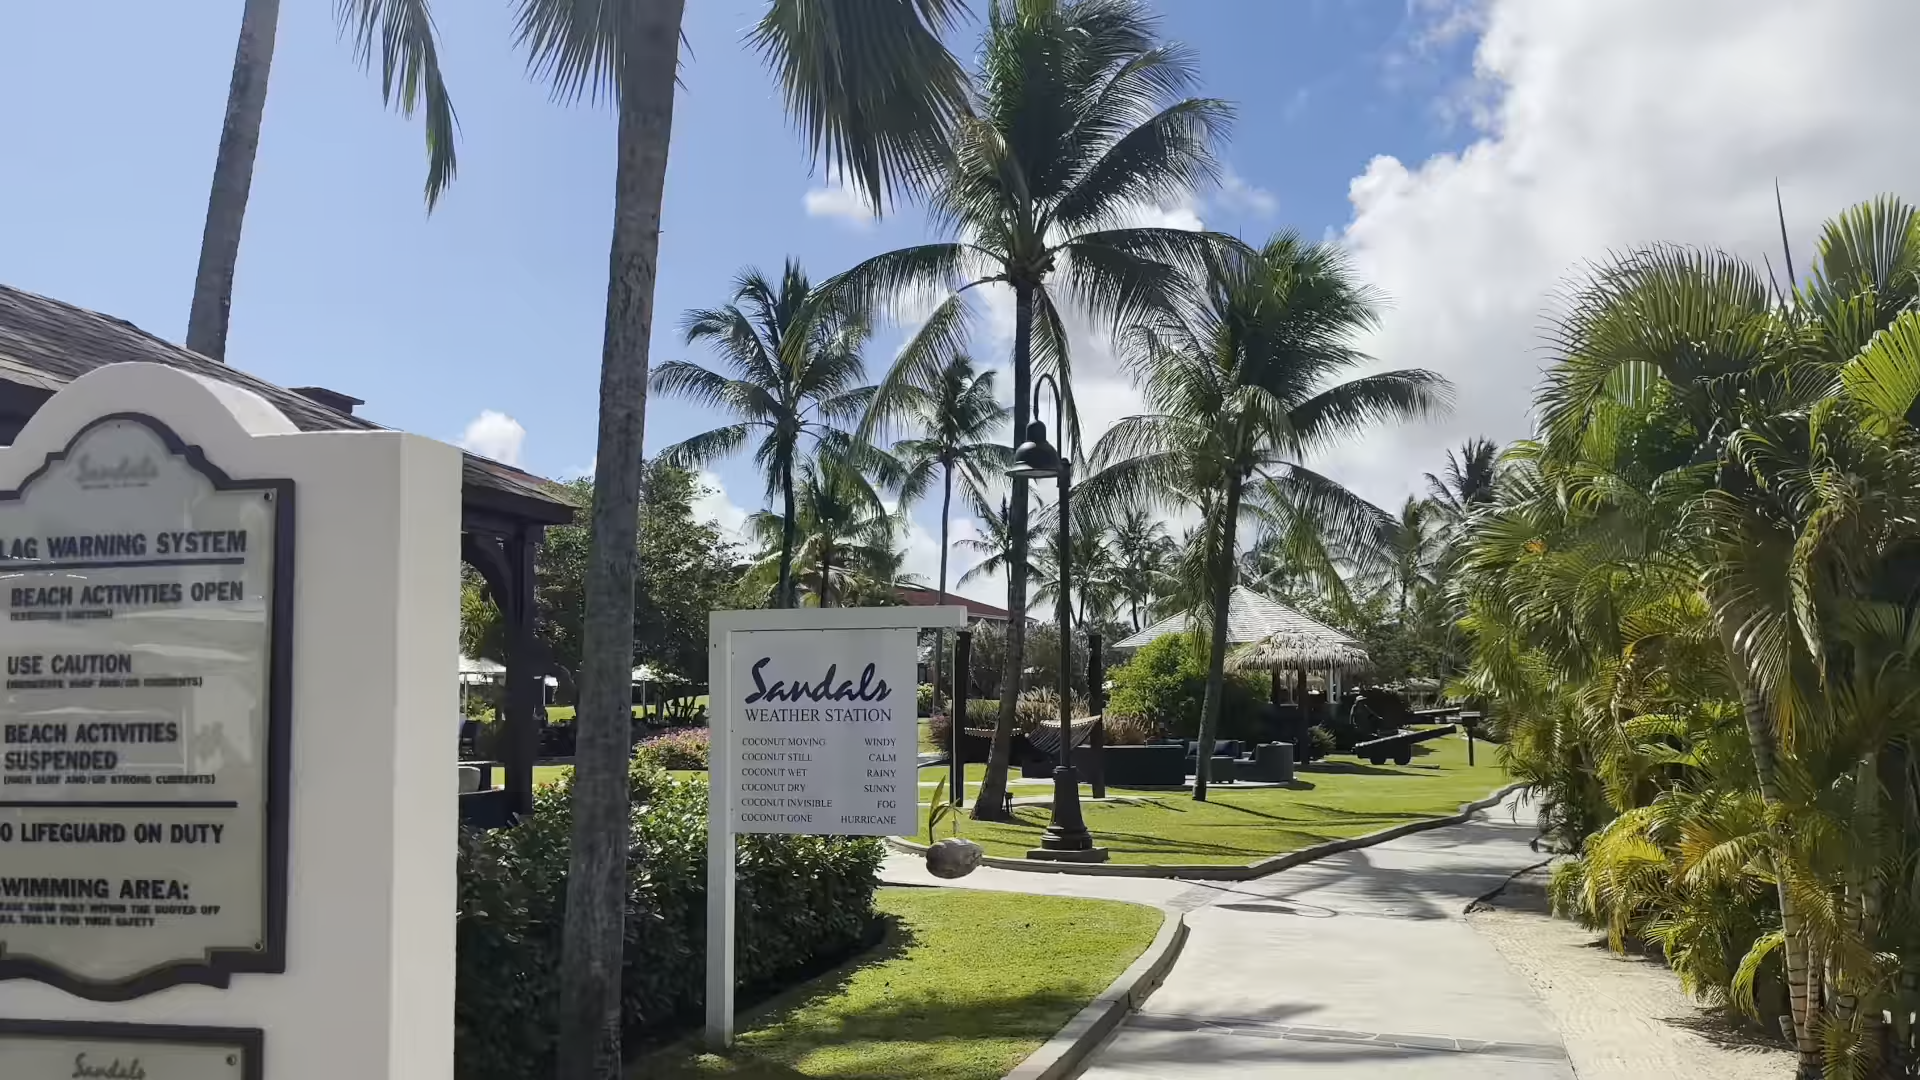 Sandals
LAG WARNING SYSTEM
BEACH ACTIVITIES OPEN
USE CAUTION
BEACH ACTIVITIES
SUSPENDED
(HIGH SURF AND/OR STRONG CURRENTS)
O LIFEGUARD ON DUTY
WIMMING AREA:
Sandals
Sandals
WEATHER STATION
COCONUT MOVING WINDY
COCONUT STILL CALM
COCONUT WET RAINY
COCONUT DRY SUNNY
COCONUT INVISIBLE FOG
COCONUT GONE HURRICANE